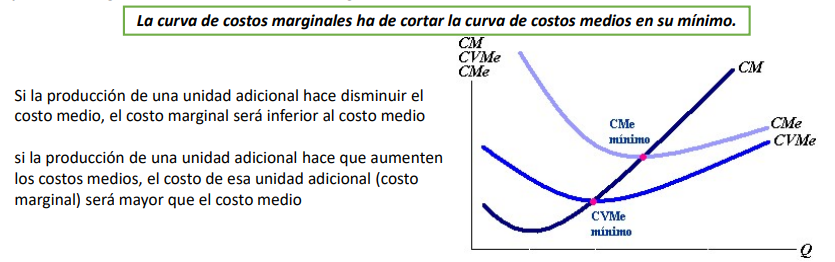 La curva de costos marginales ha de cortar la curva de costos medios en su mínimo.
Si la producción de una unidad adicional hace disminuir el
costo medio, el costo marginal será inferior al costo medio
si la producción de una unidad adicional hace que aumenten
los costos medios, el costo de esa unidad adicional (costo
marginal) será mayor que el costo medio
CM
CVMe
CMe
CM
CMe
mínimo
CMe
CVMe
CVMe
mínimo
Q